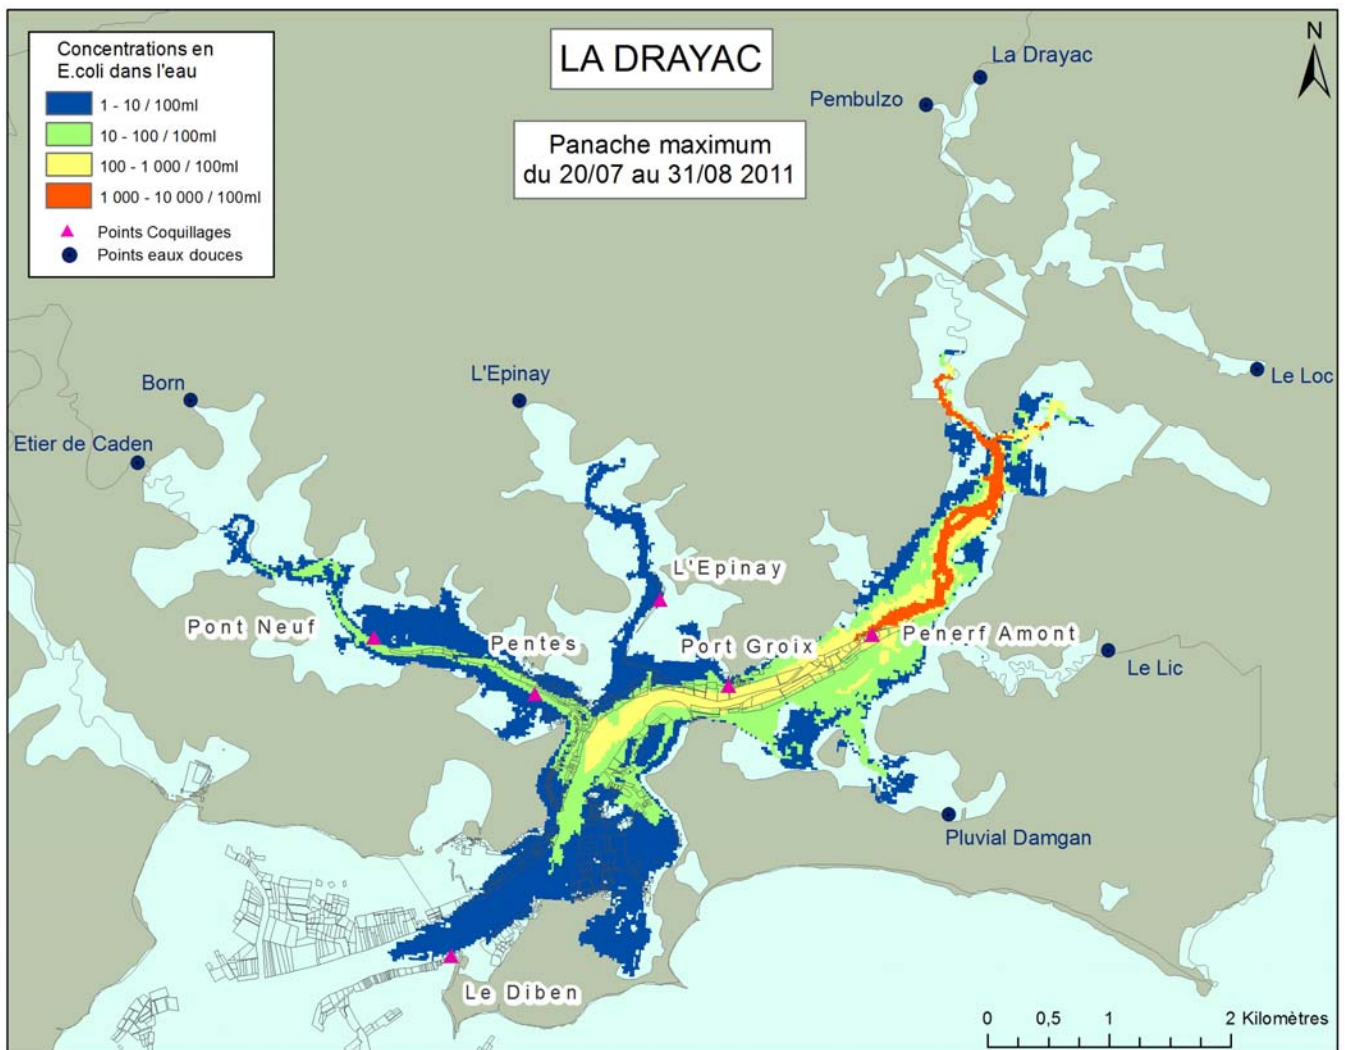 Concentrations en
E.coli dans l'eau
1 - 10 / 100ml
10 - 100 / 100ml
100 - 1 000 / 100ml
1 000 - 10 000 / 100ml
Points Coquillages
Points eaux douces
LA DRAYAC
Panache maximum
du 20/07 au 31/08 2011
N
La Drayac
Pembulzo
Le Loc
Born
L'Epinay
Etier de Caden
L'Epinay
Pont Neuf
Pentes
Port Groix
Penerf Amont
Le Lic
Pluvial Damgan
Le Diben
0 0,5 1 2 Kilomètres